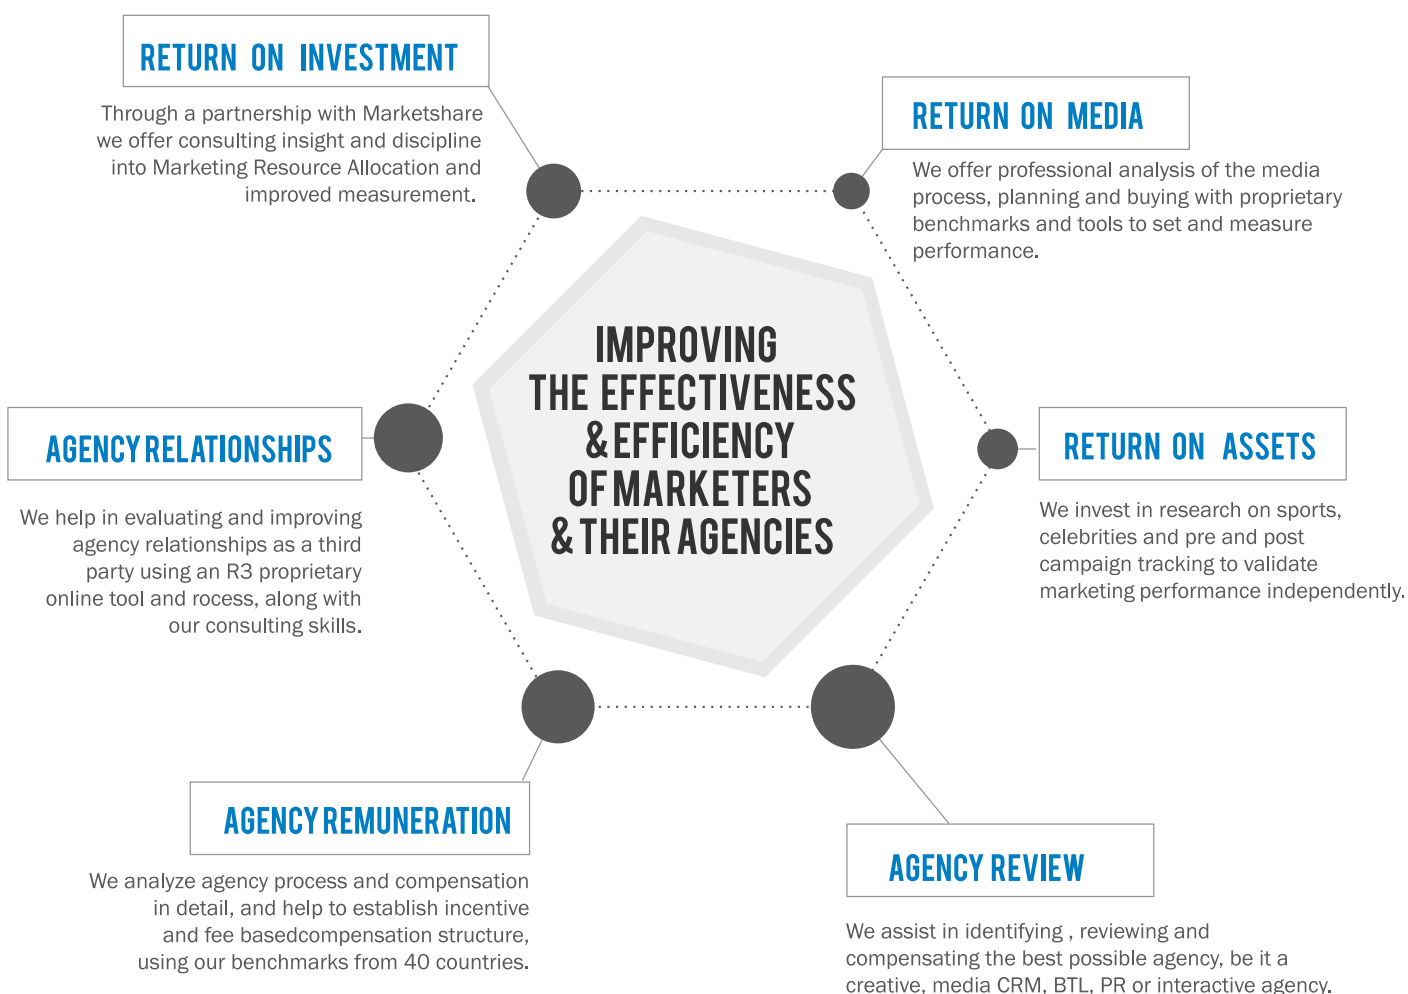 RETURN ON INVESTMENT
Through a partnership with Marketshare
we offer consulting insight and discipline
into Marketing Resource Allocation and
improved measurement.
RETURN ON MEDIA
We offer professional analysis of the media
process, planning and buying with proprietary
benchmarks and tools to set and measure
performance.
IMPROVING
THE EFFECTIVENESS
& EFFICIENCY
OF MARKETERS
& THEIR AGENCIES
AGENCY RELATIONSHIPS
We help in evaluating and improving
agency relationships as a third
party using an R3 proprietary
online tool and rocess, along with
our consulting skills.
RETURN ON ASSETS
We invest in research on sports,
celebrities and pre and post
campaign tracking to validate
marketing performance independently.
AGENCY REMUNERATION
We analyze agency process and compensation
in detail, and help to establish incentive
and fee basedcompensation structure,
using our benchmarks from 40 countries.
AGENCY REVIEW
We assist in identifying , reviewing and
compensating the best possible agency, be it a
creative, media CRM, BTL, PR or interactive agency.